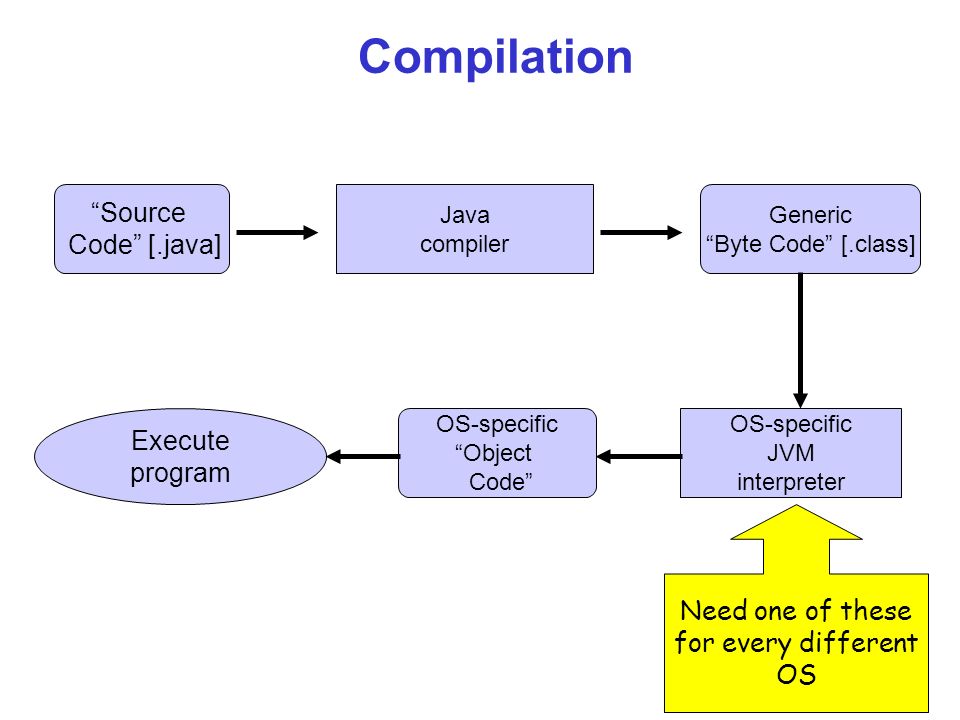 Compilation
“Source
Code” [.java]
Java
compiler
Generic
“Byte Code” [.class]
Execute
program
OS-specific
“Object
Code”
OS-specific
JVM
interpreter
Need one of these
for every different
OS